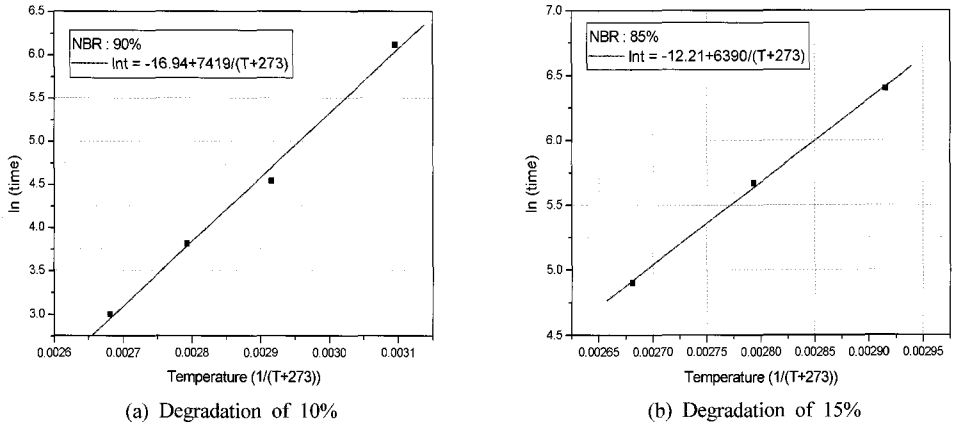 6.5
6.0
5.5
5.0
4.5
4.0
3.5
3.0
ln (time)
NBR : 90%
lnt = -16.94+7419/(T+273)
0.0026
0.0027
0.0028
0.0029
0.0030
0.0031
Temperature (1/(T+273))
(a) Degradation of 10%
7.0
6.5
6.0
5.5
5.0
4.5
ln (time)
NBR : 85%
lnt = -12.21+6390/(T+273)
0.00265
0.00270
0.00275
0.00280
0.00285
0.00290
0.00295
Temperature (1/(T+273))
(b) Degradation of 15%